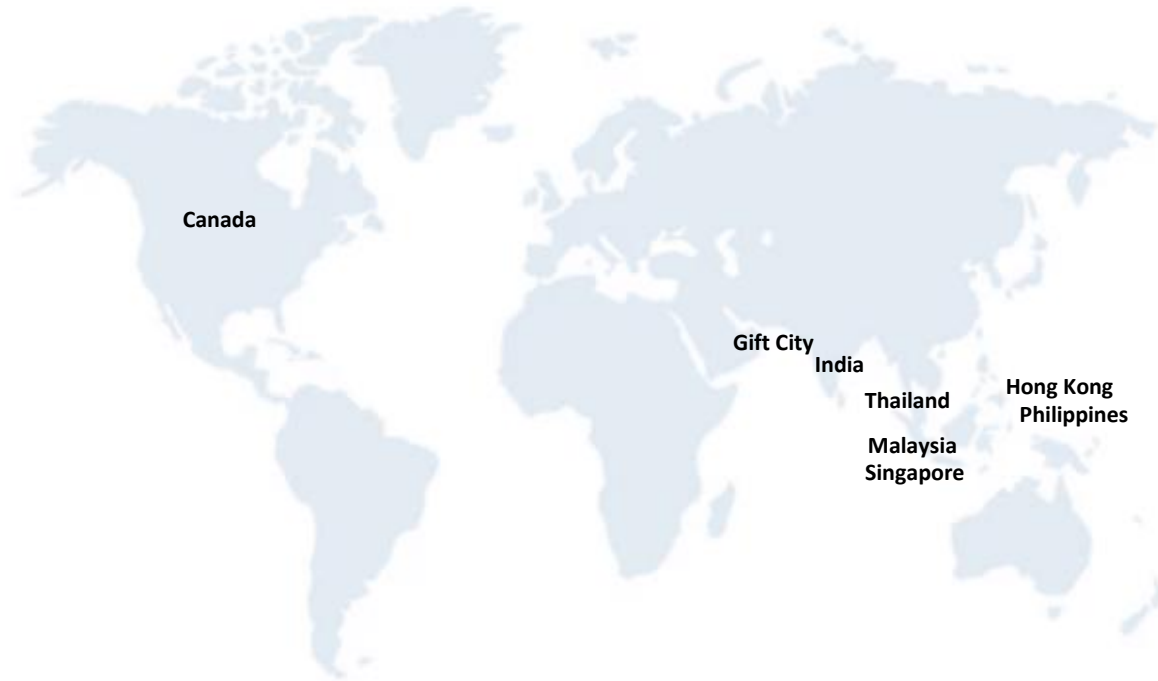 Canada
Gift City
India
Thailand
Hong Kong
Philippines
Malaysia
Singapore